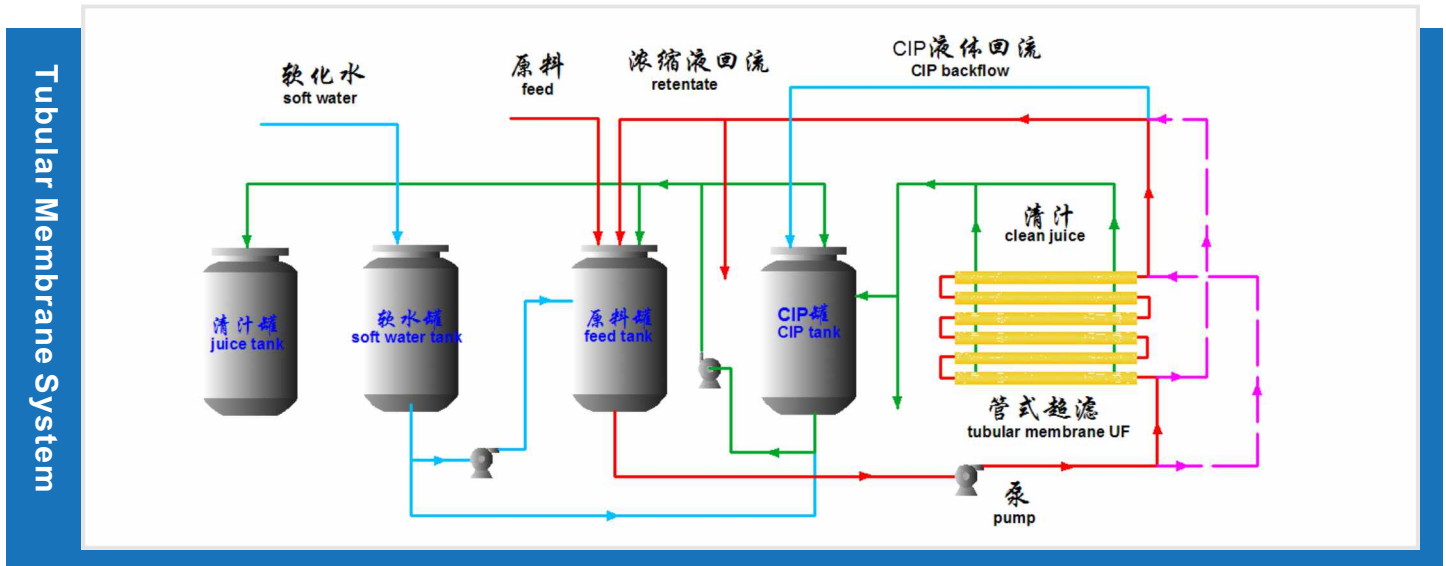 Tubular Membrane System
软化水
soft water
原料
feed
浓缩液回流
retentate
CIP液体回流
CIP backflow
清汁
clean juice
清汁罐
juice tank
软水罐
soft water tank
原料罐
feed tank
CIP罐
CIP tank
管式超滤
tubular membrane UF
泵
pump